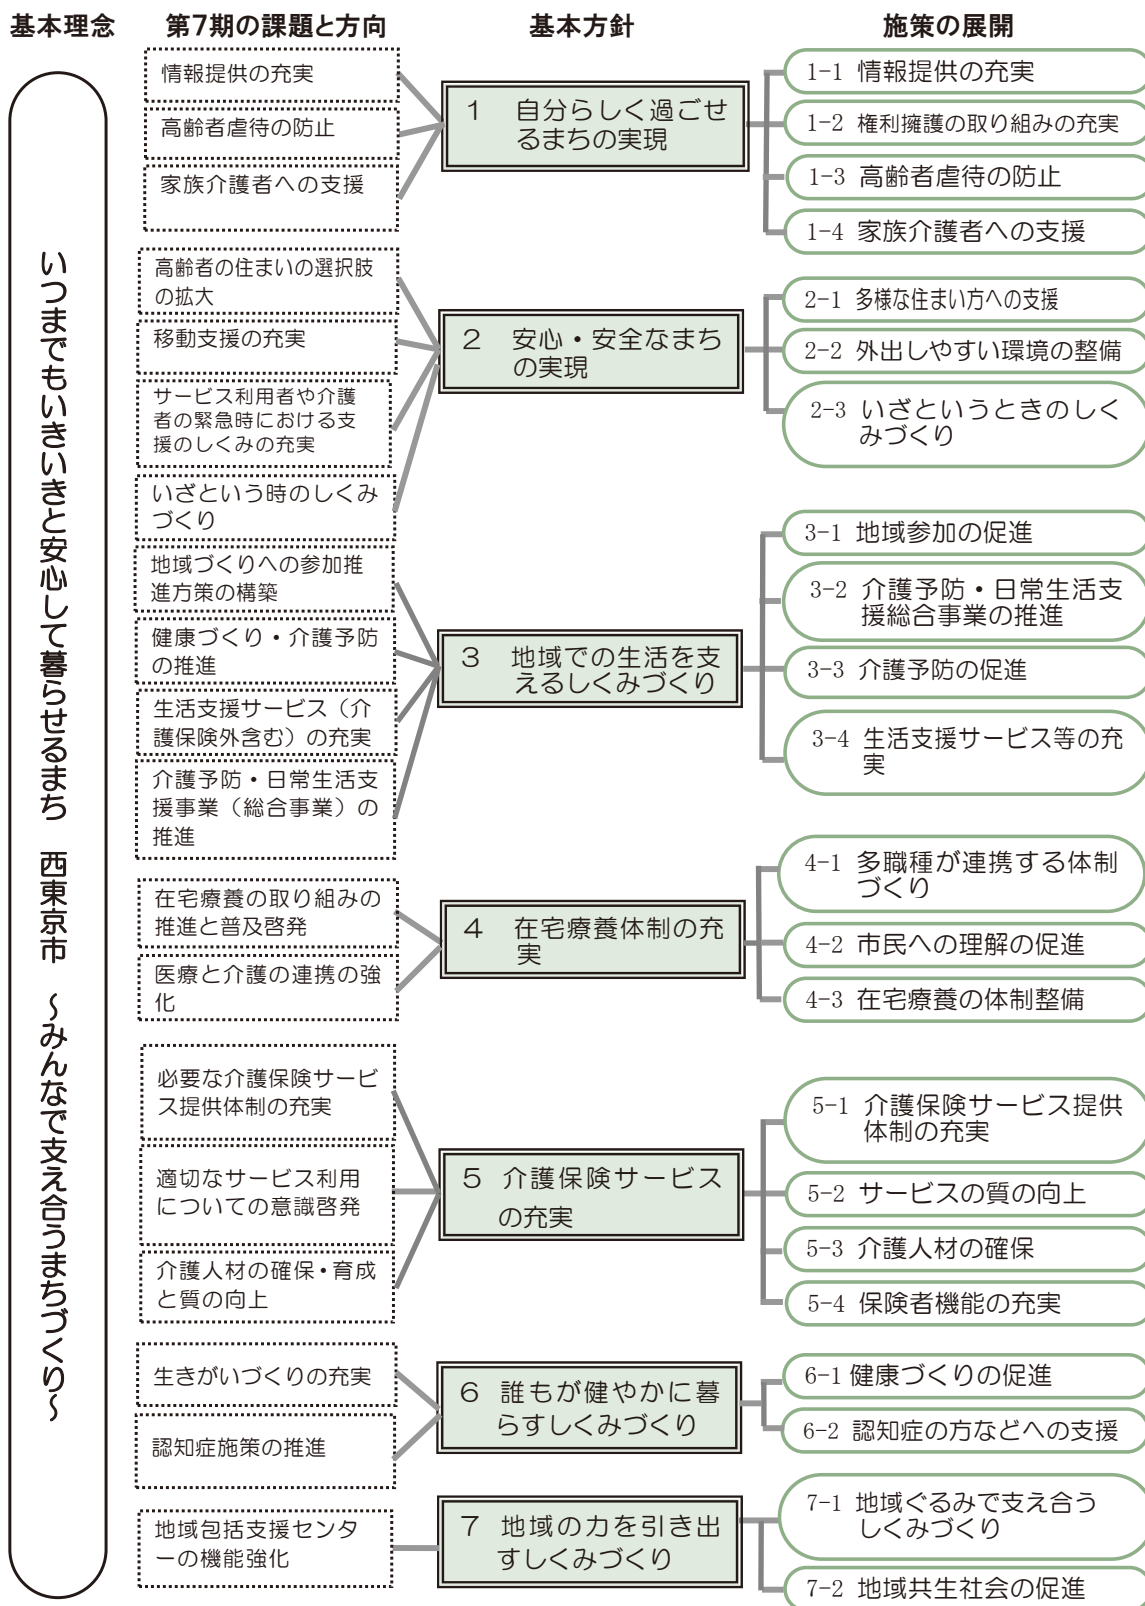 基本理念
第7期の課題と方向
基本方針
施策の展開
いつまでもいきいきと安心して暮らせるまち　西東京市　～みんなで支え合うまちづくり～
情報提供の充実
高齢者虐待の防止
家族介護者への支援
1　自分らしく過ごせ
るまちの実現
1-1 情報提供の充実
1-2 権利擁護の取り組みの充実
1-3 高齢者虐待の防止
1-4 家族介護者への支援
高齢者の住まいの選択肢
の拡大
移動支援の充実
サービス利用者や介護
者の緊急時における支
援のしくみの充実
いざという時のしくみ
づくり
2　安心・安全なまち
の実現
2-1 多様な住まい方への支援
2-2 外出しやすい環境の整備
2-3 いざというときのしく
みづくり
地域づくりへの参加推
進方策の構築
健康づくり・介護予防
の推進
生活支援サービス（介
護保険外含む）の充実
介護予防・日常生活支
援事業（総合事業）の
推進
3　地域での生活を支
えるしくみづくり
3-1 地域参加の促進
3-2 介護予防・日常生活支
援総合事業の推進
3-3 介護予防の促進
3-4 生活支援サービス等の充
実
在宅療養の取り組みの
推進と普及啓発
医療と介護の連携の強
化
4　在宅療養体制の充
実
4-1 多職種が連携する体制
づくり
4-2 市民への理解の促進
4-3 在宅療養の体制整備
必要な介護保険サービ
ス提供体制の充実
適切なサービス利用
についての意識啓発
介護人材の確保・育成
と質の向上
5 介護保険サービス
の充実
5-1 介護保険サービス提供
体制の充実
5-2 サービスの質の向上
5-3 介護人材の確保
5-4 保険者機能の充実
生きがいづくりの充実
認知症施策の推進
6 誰もが健やかに暮
らすしくみづくり
6-1 健康づくりの促進
6-2 認知症の方などへの支援
地域包括支援センタ
ーの機能強化
7 地域の力を引き出
すしくみづくり
7-1 地域ぐるみで支え合う
しくみづくり
7-2 地域共生社会の促進